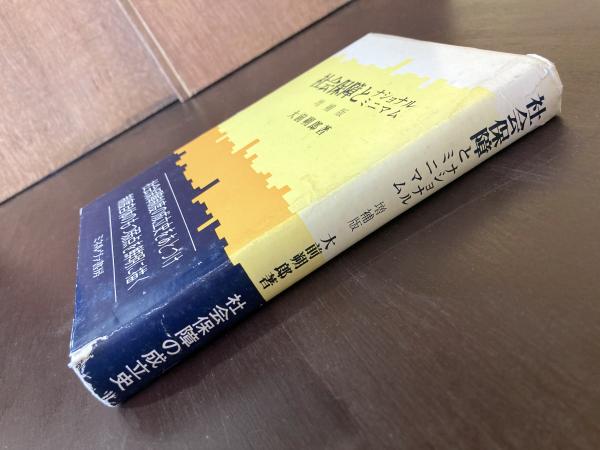 社会保障と
ナショナル
ミニマム
増補版
大前朔郎著
ミネルヴァ書房
社会保障とナショナルミニマム
増補版
大前朔郎著
社会保障の成立史